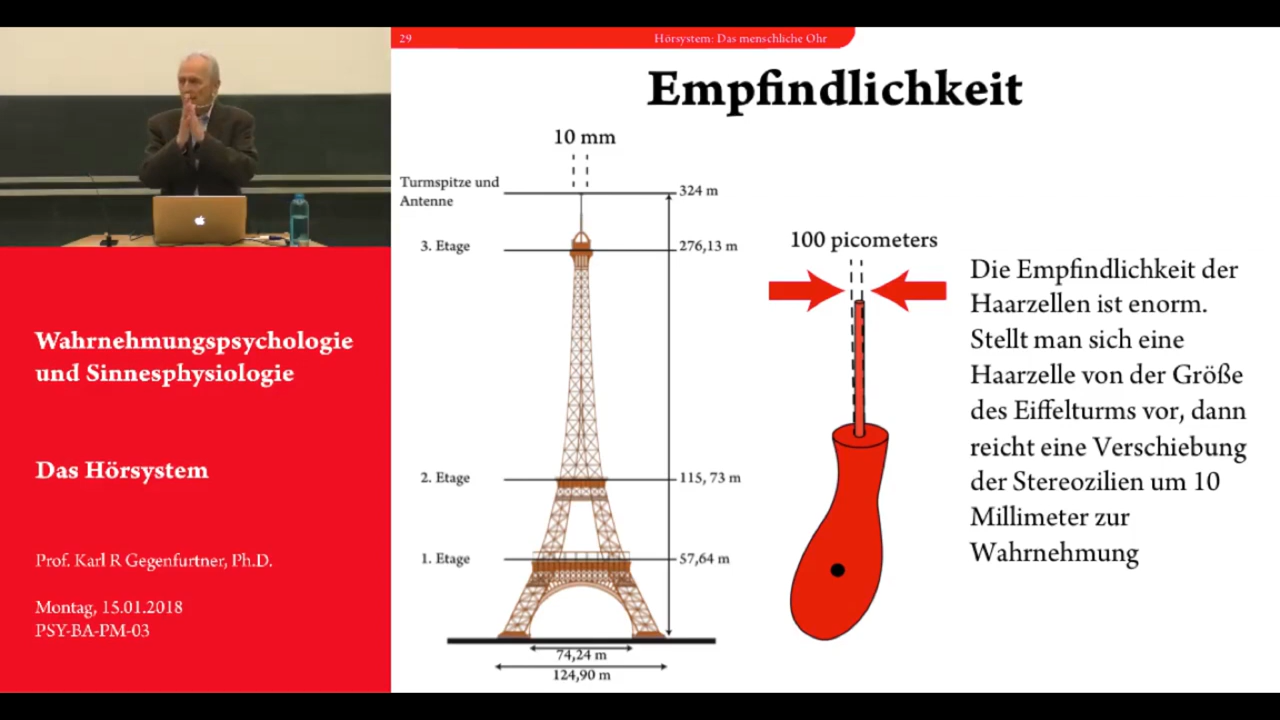 29
Hörsystem: Das menschliche Ohr
Empfindlichkeit
10 mm
Turmspitze und
Antenne
324 m
3. Etage
276,13 m
2. Etage
115, 73 m
1. Etage
57,64 m
74,24 m
124,90 m
100 picometers
Die Empfindlichkeit der
Haarzellen ist enorm.
Stellt man sich eine
Haarzelle von der Größe
des Eiffelturms vor, dann
reicht eine Verschiebung
der Stereozilien um 10
Millimeter zur
Wahrnehmung
Wahrnehmungspsychologie
und Sinnesphysiologie
Das Hörsystem
Prof. Karl R Gegenfurtner, Ph.D.
Montag, 15.01.2018
PSY-BA-PM-03